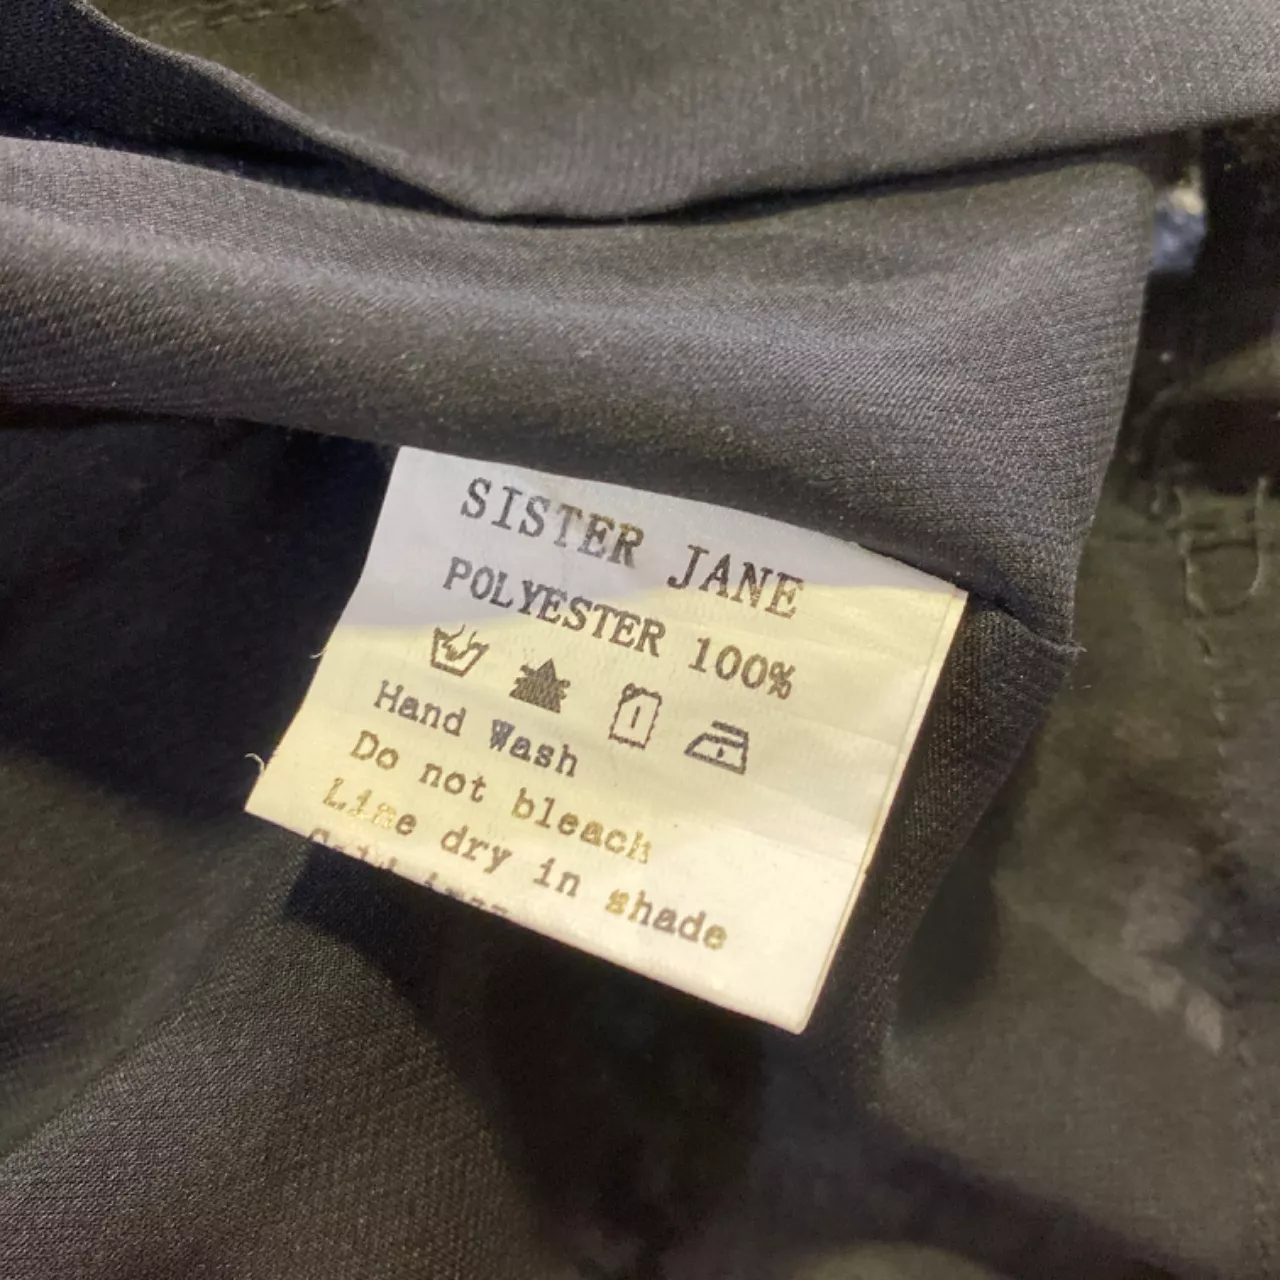 SISTER JANE
POLYESTER 100%
Hand Wash
Do not bleach
Line dry in shade